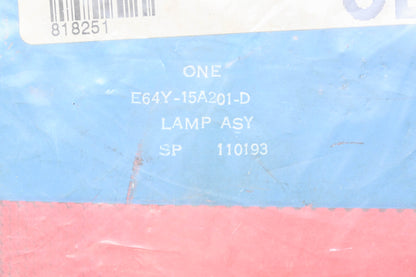 818251
ONE
E64Y-15A201-D
LAMP ASY
SP 110193